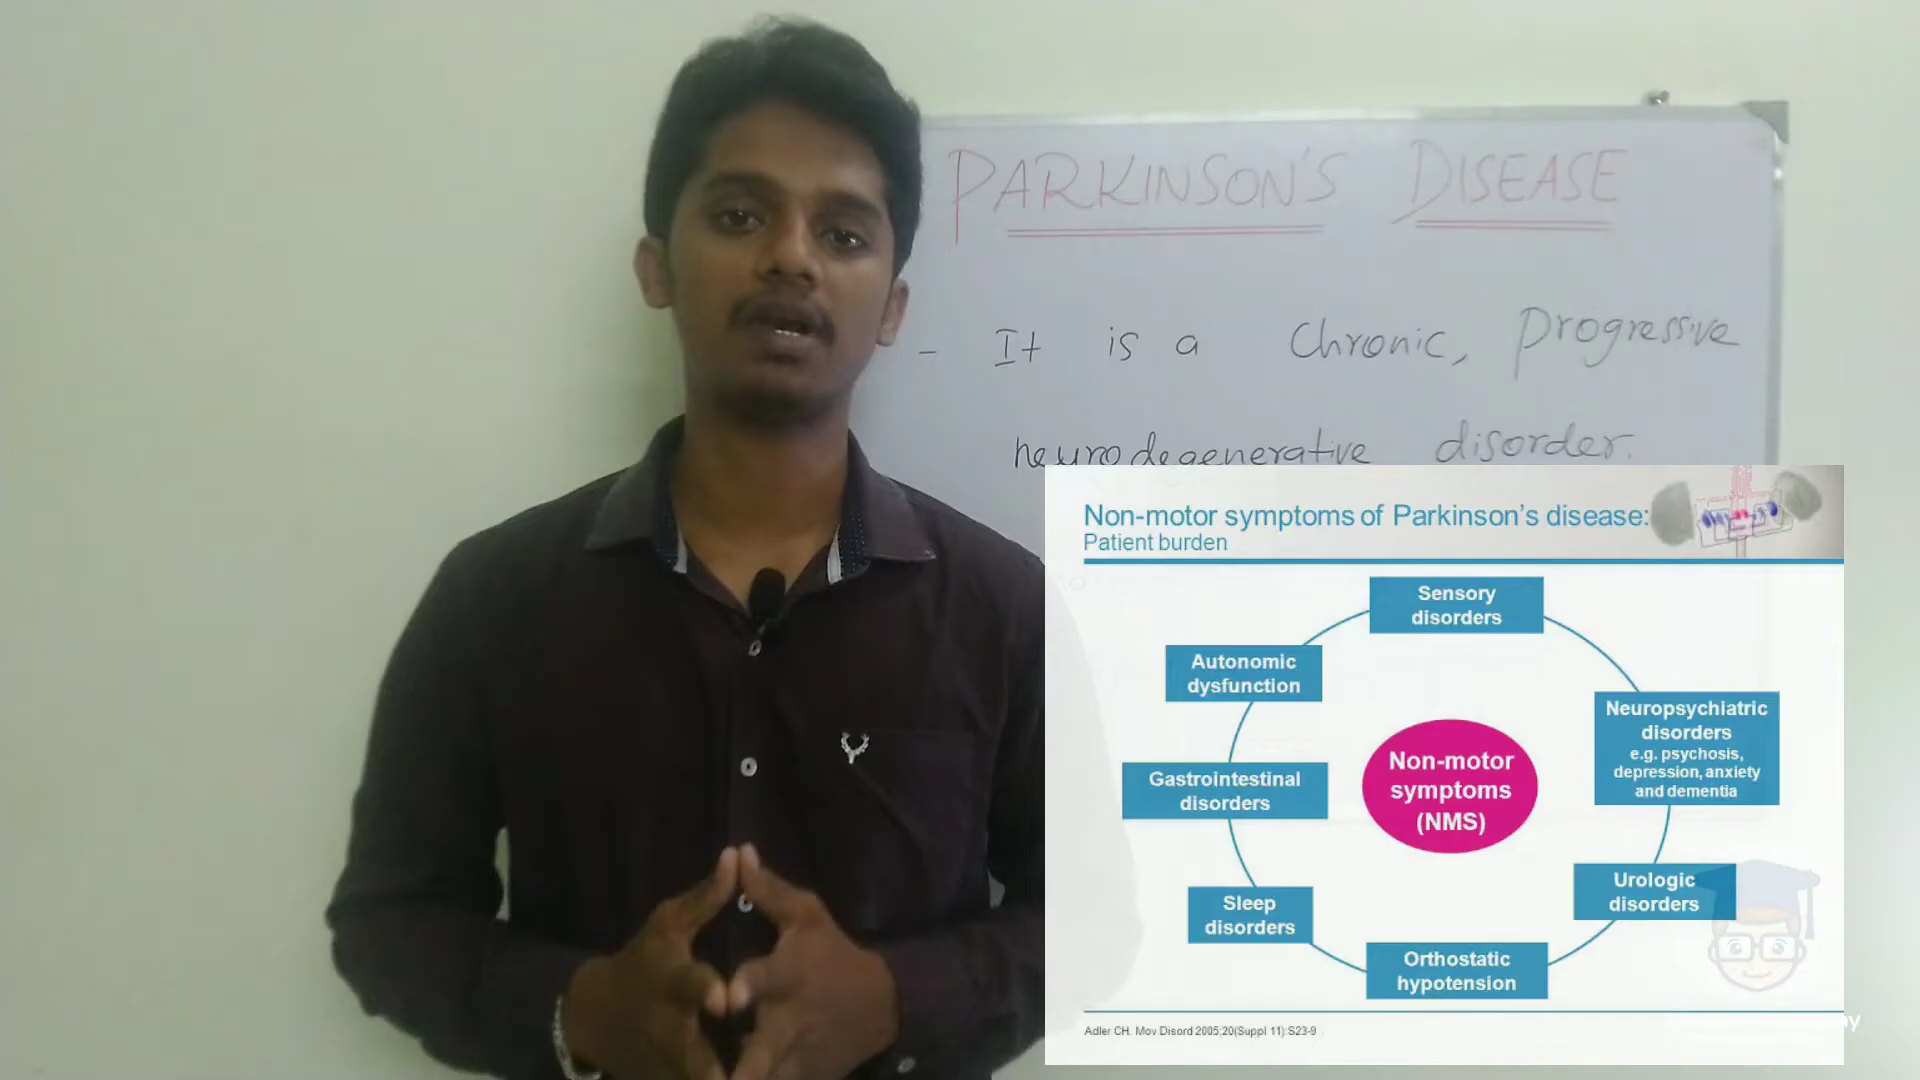 PARKINSON'S DISEASE
- It is a Chronic, Progressive
neurodegenerative disorder.
Non-motor symptoms of Parkinson's disease:
Patient burden
Sensory
disorders
Autonomic
dysfunction
Neuropsychiatric
disorders
e.g. psychosis,
depression, anxiety
and dementia
Non-motor
symptoms
(NMS)
Gastrointestinal
disorders
Urologic
disorders
Sleep
disorders
Orthostatic
hypotension
Adler CH. Mov Disord 2005;20(Suppl 11):S23-9 .